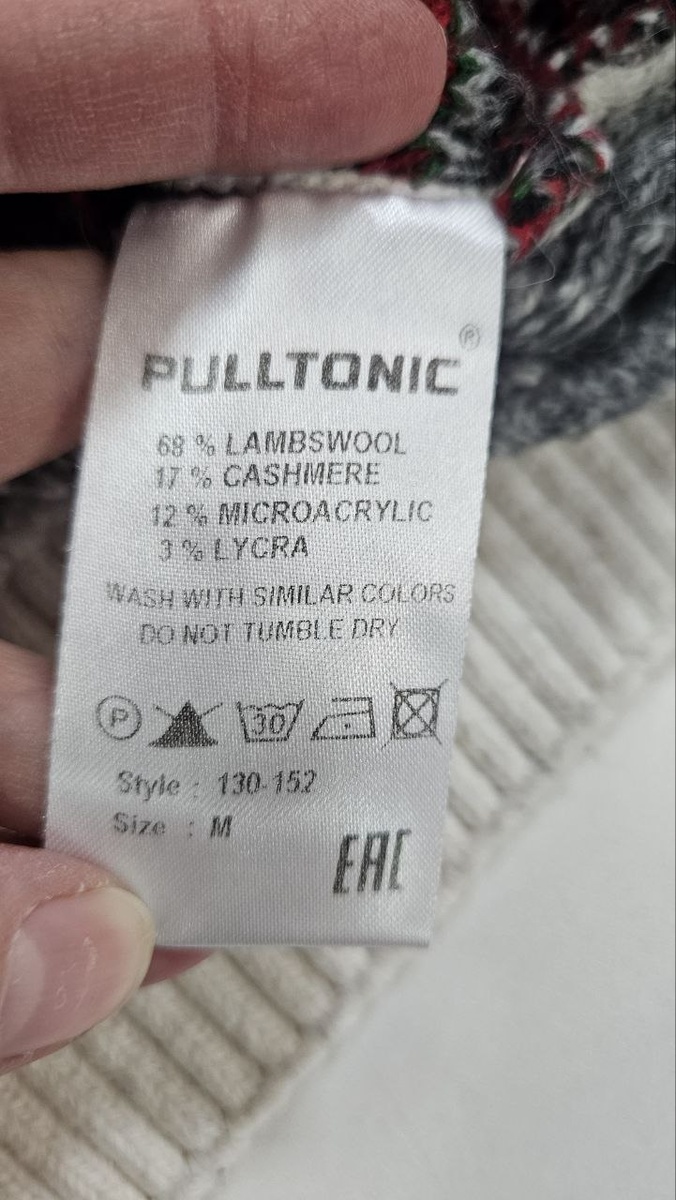 PULLTONIC ®
68 % LAMBSWOOL
17 % CASHMERE
12 % MICROACRYLIC
3 % LYCRA
WASH WITH SIMILAR COLORS
DO NOT TUMBLE DRY
P 30
Style : 130-152
Size : M
EAC